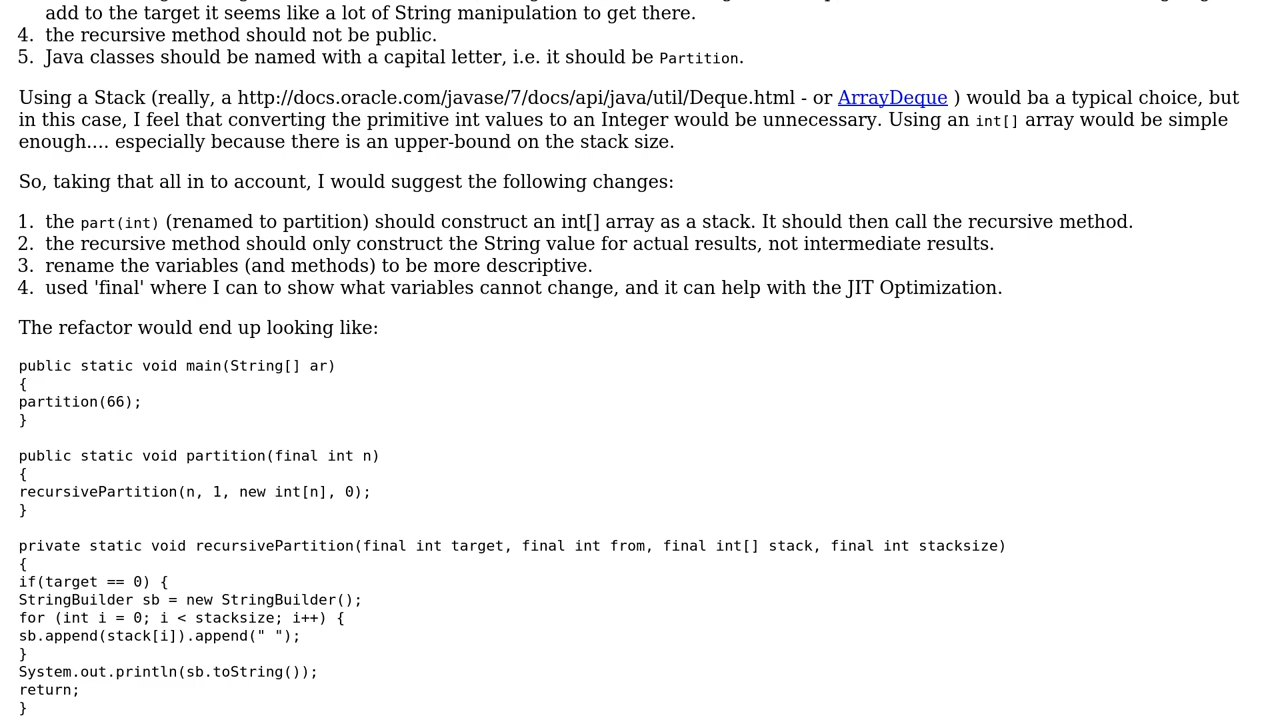 add to the target it seems like a lot of String manipulation to get there.
4. the recursive method should not be public.
5. Java classes should be named with a capital letter, i.e. it should be Partition.
Using a Stack (really, a http://docs.oracle.com/javase/7/docs/api/java/util/Deque.html - or ArrayDeque ) would ba a typical choice, but
in this case, I feel that converting the primitive int values to an Integer would be unnecessary. Using an int[] array would be simple
enough.... especially because there is an upper-bound on the stack size.
So, taking that all in to account, I would suggest the following changes:
1. the part(int) (renamed to partition) should construct an int[] array as a stack. It should then call the recursive method.
2. the recursive method should only construct the String value for actual results, not intermediate results.
3. rename the variables (and methods) to be more descriptive.
4. used 'final' where I can to show what variables cannot change, and it can help with the JIT Optimization.
The refactor would end up looking like:
public static void main(String[] ar)
{
partition(66);
}
public static void partition(final int n)
{
recursivePartition(n, 1, new int[n], 0);
}
private static void recursivePartition(final int target, final int from, final int[] stack, final int stacksize)
{
if(target == 0) {
StringBuilder sb = new StringBuilder();
for (int i = 0; i < stacksize; i++) {
sb.append(stack[i]).append(" ");
}
System.out.println(sb.toString());
return;
}